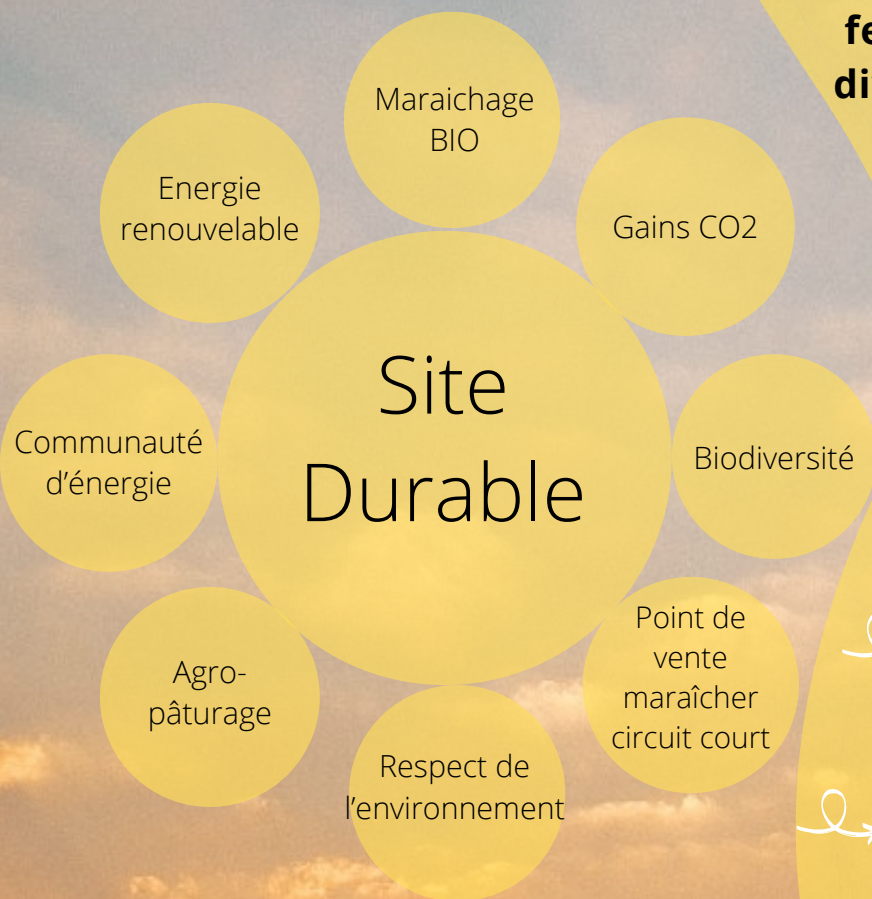 Maraichage
BIO
Energie
renouvelable
Gains CO2
Site
Durable
Communauté
d'énergie
Biodiversité
Agro-
pâturage
Point de
vente
maraîcher
circuit court
Respect de
l'environnement